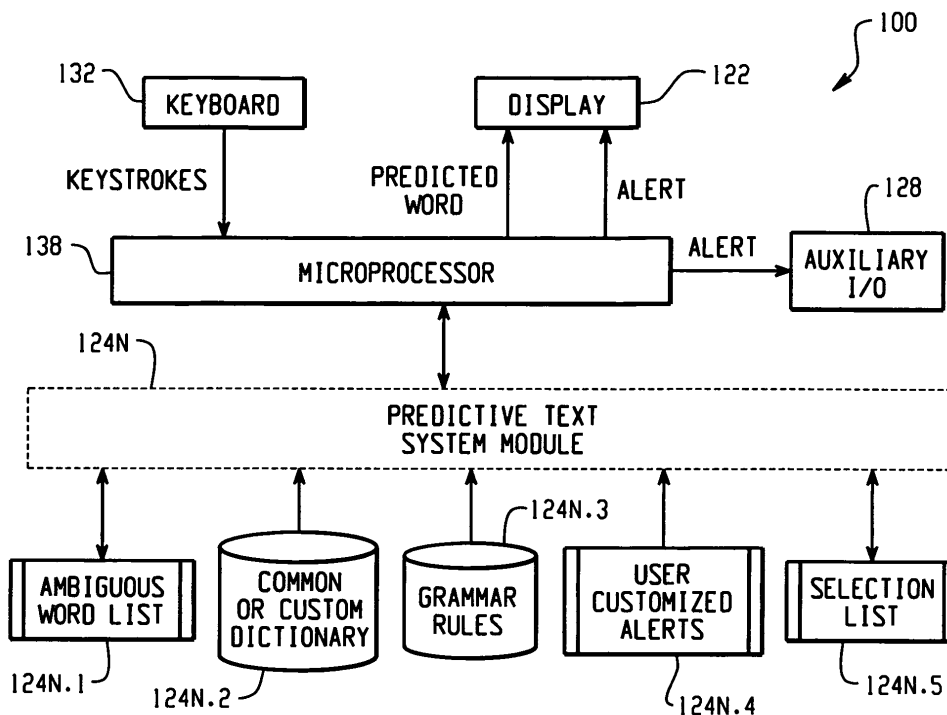 100
132
KEYBOARD
DISPLAY
122
KEYSTROKES
PREDICTED
WORD
ALERT
128
138
MICROPROCESSOR
ALERT
AUXILIARY
I/O
124N
PREDICTIVE TEXT
SYSTEM MODULE
124N.3
AMBIGUOUS
WORD LIST
COMMON
OR CUSTOM
DICTIONARY
GRAMMAR
RULES
USER
CUSTOMIZED
ALERTS
SELECTION
LIST
124N.1
124N.2
124N.4
124N.5